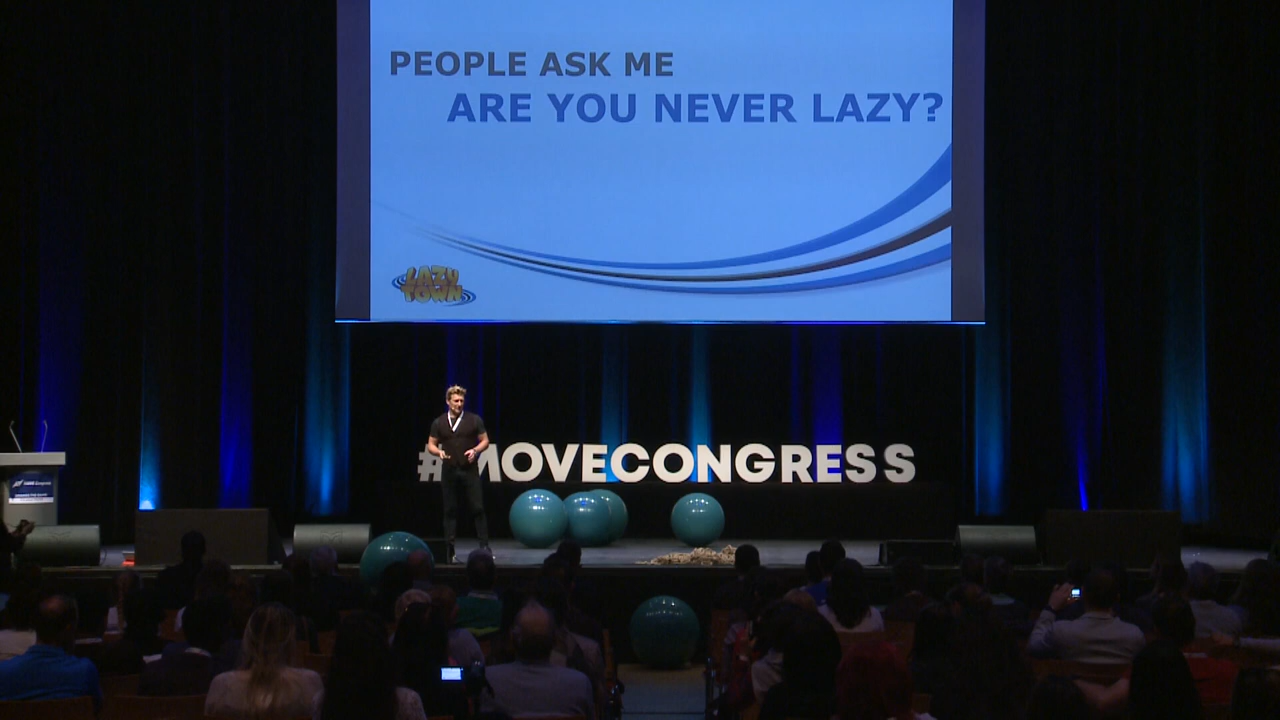 PEOPLE ASK ME
ARE YOU NEVER LAZY?
LAZY
TOWN
#MOVECONGRESS